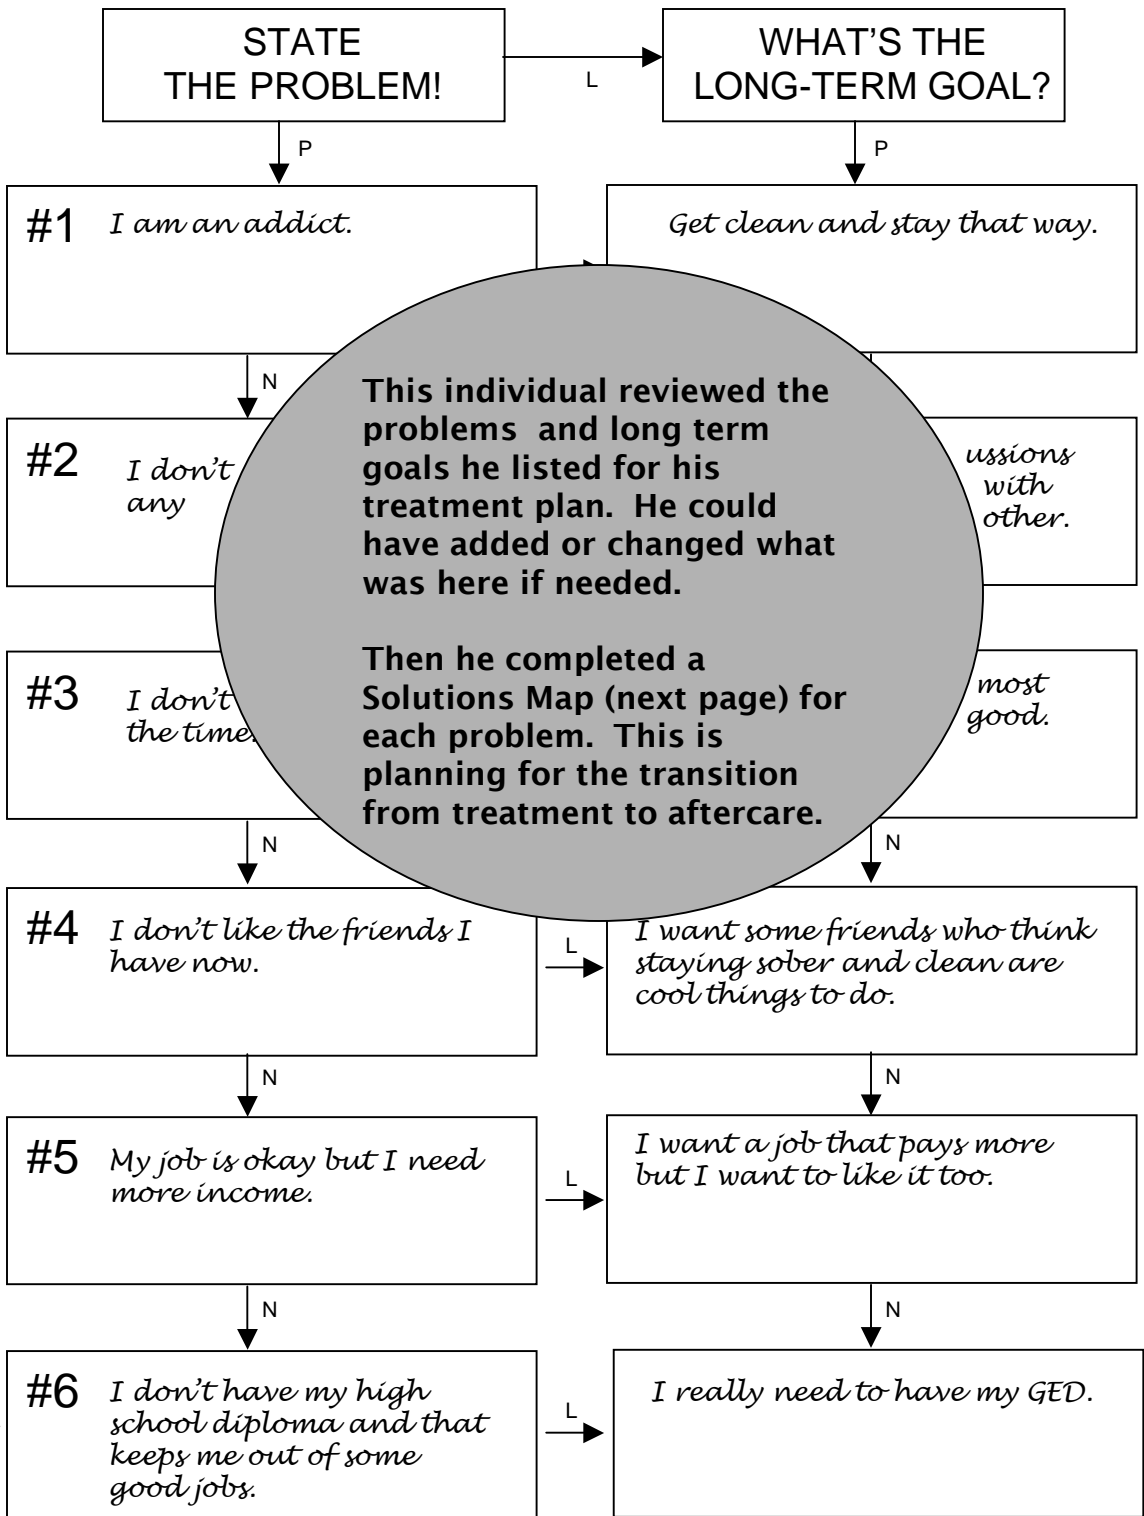 STATE
THE PROBLEM!
L
WHAT'S THE
LONG-TERM GOAL?
P
P
#1 I am an addict.
Get clean and stay that way.
N
#2 I don't
any
ussions
with
other.
This individual reviewed the
problems and long term
goals he listed for his
treatment plan. He could
have added or changed what
was here if needed.
Then he completed a
Solutions Map (next page) for
each problem. This is
planning for the transition
from treatment to aftercare.
#3 I don't
the time.
most
good.
N
N
#4 I don't like the friends I
have now.
L
I want some friends who think
staying sober and clean are
cool things to do.
N
N
#5 My job is okay but I need
more income.
L
I want a job that pays more
but I want to like it too.
N
N
#6 I don't have my high
school diploma and that
keeps me out of some
good jobs.
L
I really need to have my GED.